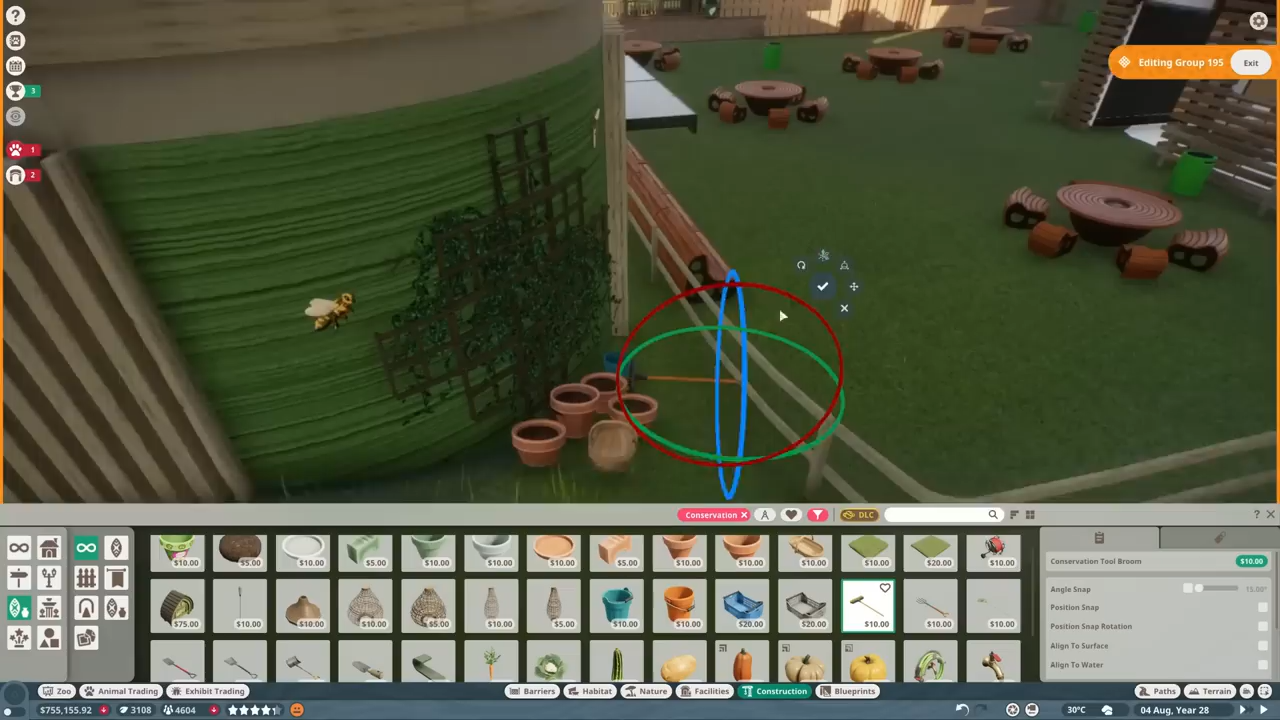 ?
Editing Group 195 Exit
3
1
2
Conservation × DLC
? ×
$10.00 $5.00 $10.00 $5.00 $10.00 $10.00 $10.00 $5.00 $10.00 $10.00 $10.00 $10.00 $20.00 $10.00
Conservation Tool Broom $10.00
Angle Snap 15.00°
$75.00 $10.00 $10.00 $10.00 $5.00 $10.00 $5.00 $10.00 $10.00 $20.00 $20.00 $10.00 $10.00 $10.00
Position Snap
Position Snap Rotation
Align To Surface
Align To Water
Zoo Animal Trading Exhibit Trading Barriers Habitat Nature Facilities Construction Blueprints Paths Terrain
$755,155.92 3108 4604 30°C 04 Aug, Year 28